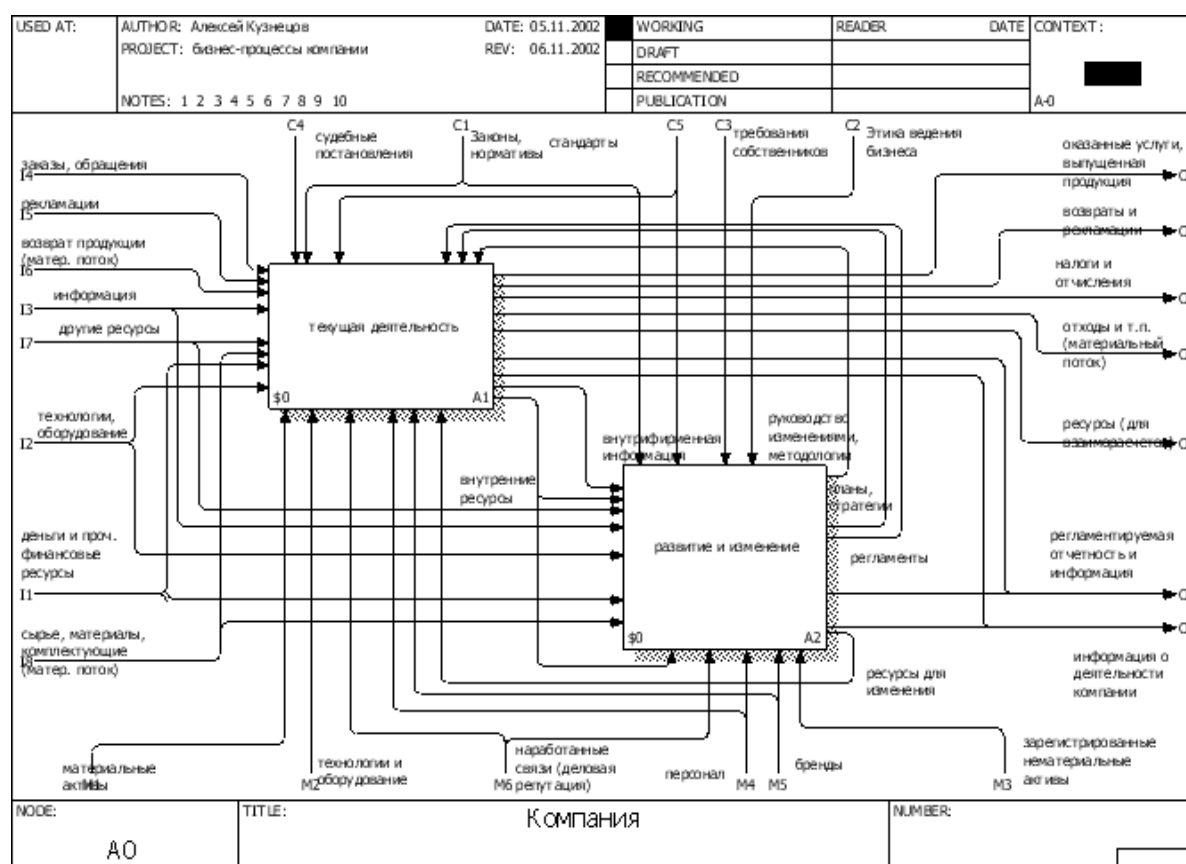 USED AT:
AUTHOR: Алексей Кузнецов
DATE: 05.11.2002
PROJECT: бизнес-процессы компании
REV: 06.11.2002
NOTES: 1 2 3 4 5 6 7 8 9 10
WORKING
DRAFT
RECOMMENDED
PUBLICATION
READER
DATE
CONTEXT:
A-0
C4
судебные
постановления
C1
Законы,
нормативы
стандарты
C5
C3
требования
собственников
C2
Этика ведения
бизнеса
заказы, обращения
I4
рекламации
I5
возврат продукции
(матер. поток)
I6
информация
I3
другие ресурсы
I7
технологии,
оборудование
I2
деньги и проч.
финансовые
ресурсы
I1
сырье, материалы,
комплектующие
I8
(матер. поток)
текущая деятельность
$0
A1
внутрифирменная
информация
внутренние
ресурсы
руководство
изменениями,
методологии
планы,
стратегии
регламенты
развитие и изменение
$0
A2
ресурсы для
изменения
оказанные услуги,
выпущенная
продукция
возвраты и
рекламации
налоги и
отчисления
отходы и т.п.
(материальный
поток)
ресурсы (для
взаиморасчетов)
регламентируемая
отчетность и
информация
информация о
деятельности
компании
материальные
активы
технологии и
M2 оборудование
наработанные
связи (деловая
M6 репутация)
персонал
M4
M5
бренды
зарегистрированные
нематериальные
M3 активы
NODE:
A0
TITLE:
Компания
NUMBER: